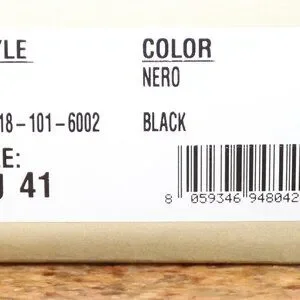 YLE COLOR
NERO
18-101-6002 BLACK
E:
41
8 059346 948042